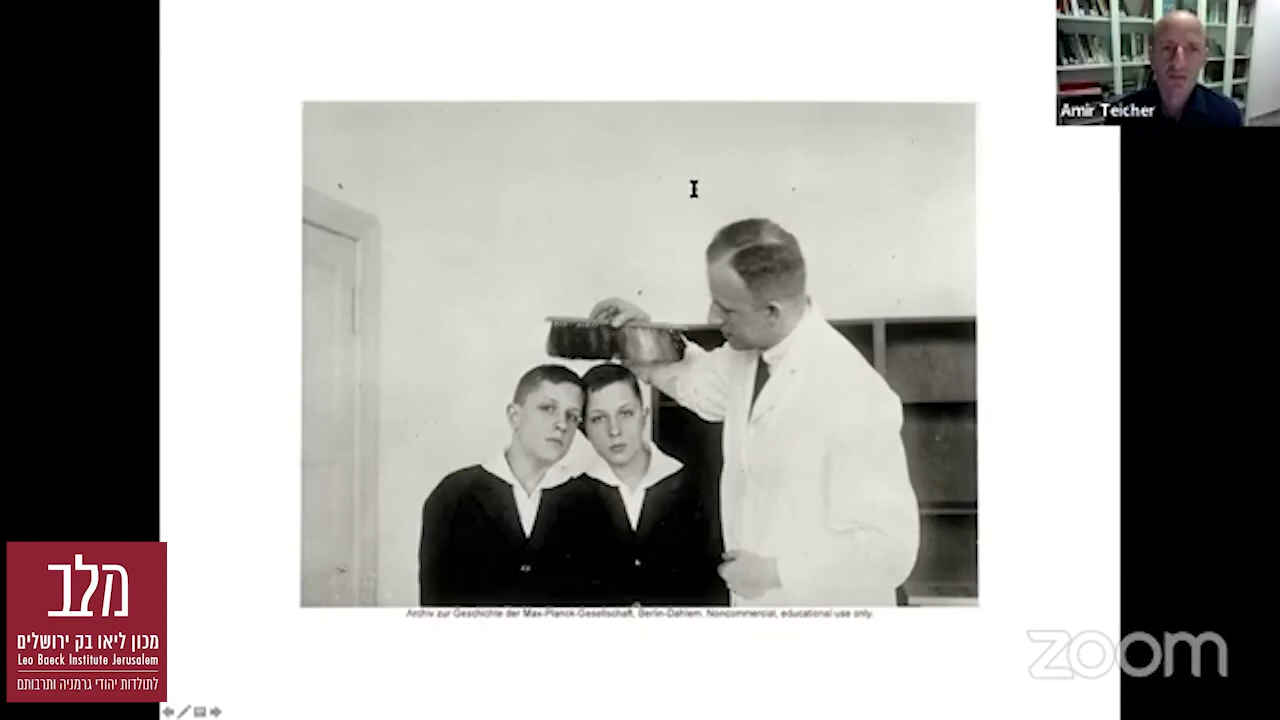 Amir Teicher
Archiv zur Geschichte der Max-Planck-Gesellschaft, Berlin-Dahlem. Noncommercial, educational use only.
מלב
מכון ליאו בק ירושלים
Leo Baeck Institute Jerusalem
לתולדות יהודי גרמניה ותרבותם
zoom